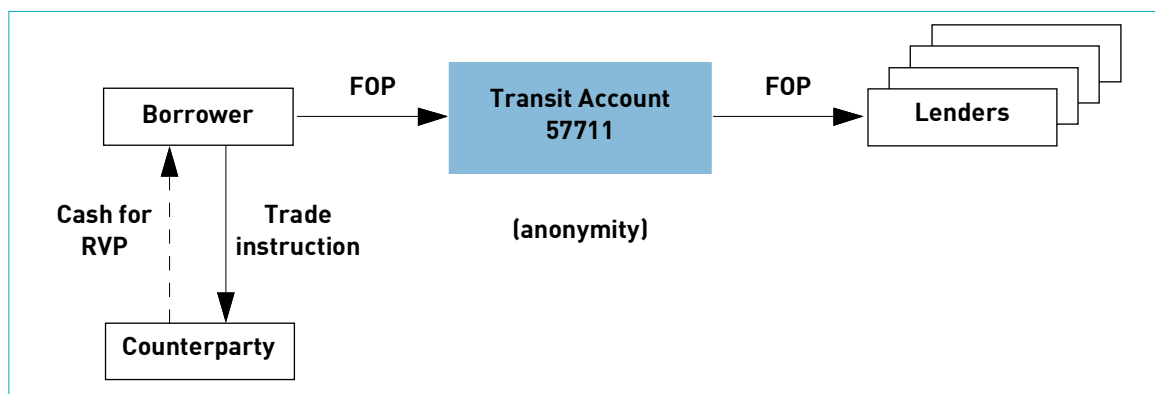 FOP
FOP
Borrower
Transit Account
57711
Lenders
Cash for
RVP
Trade
instruction
(anonymity)
Counterparty